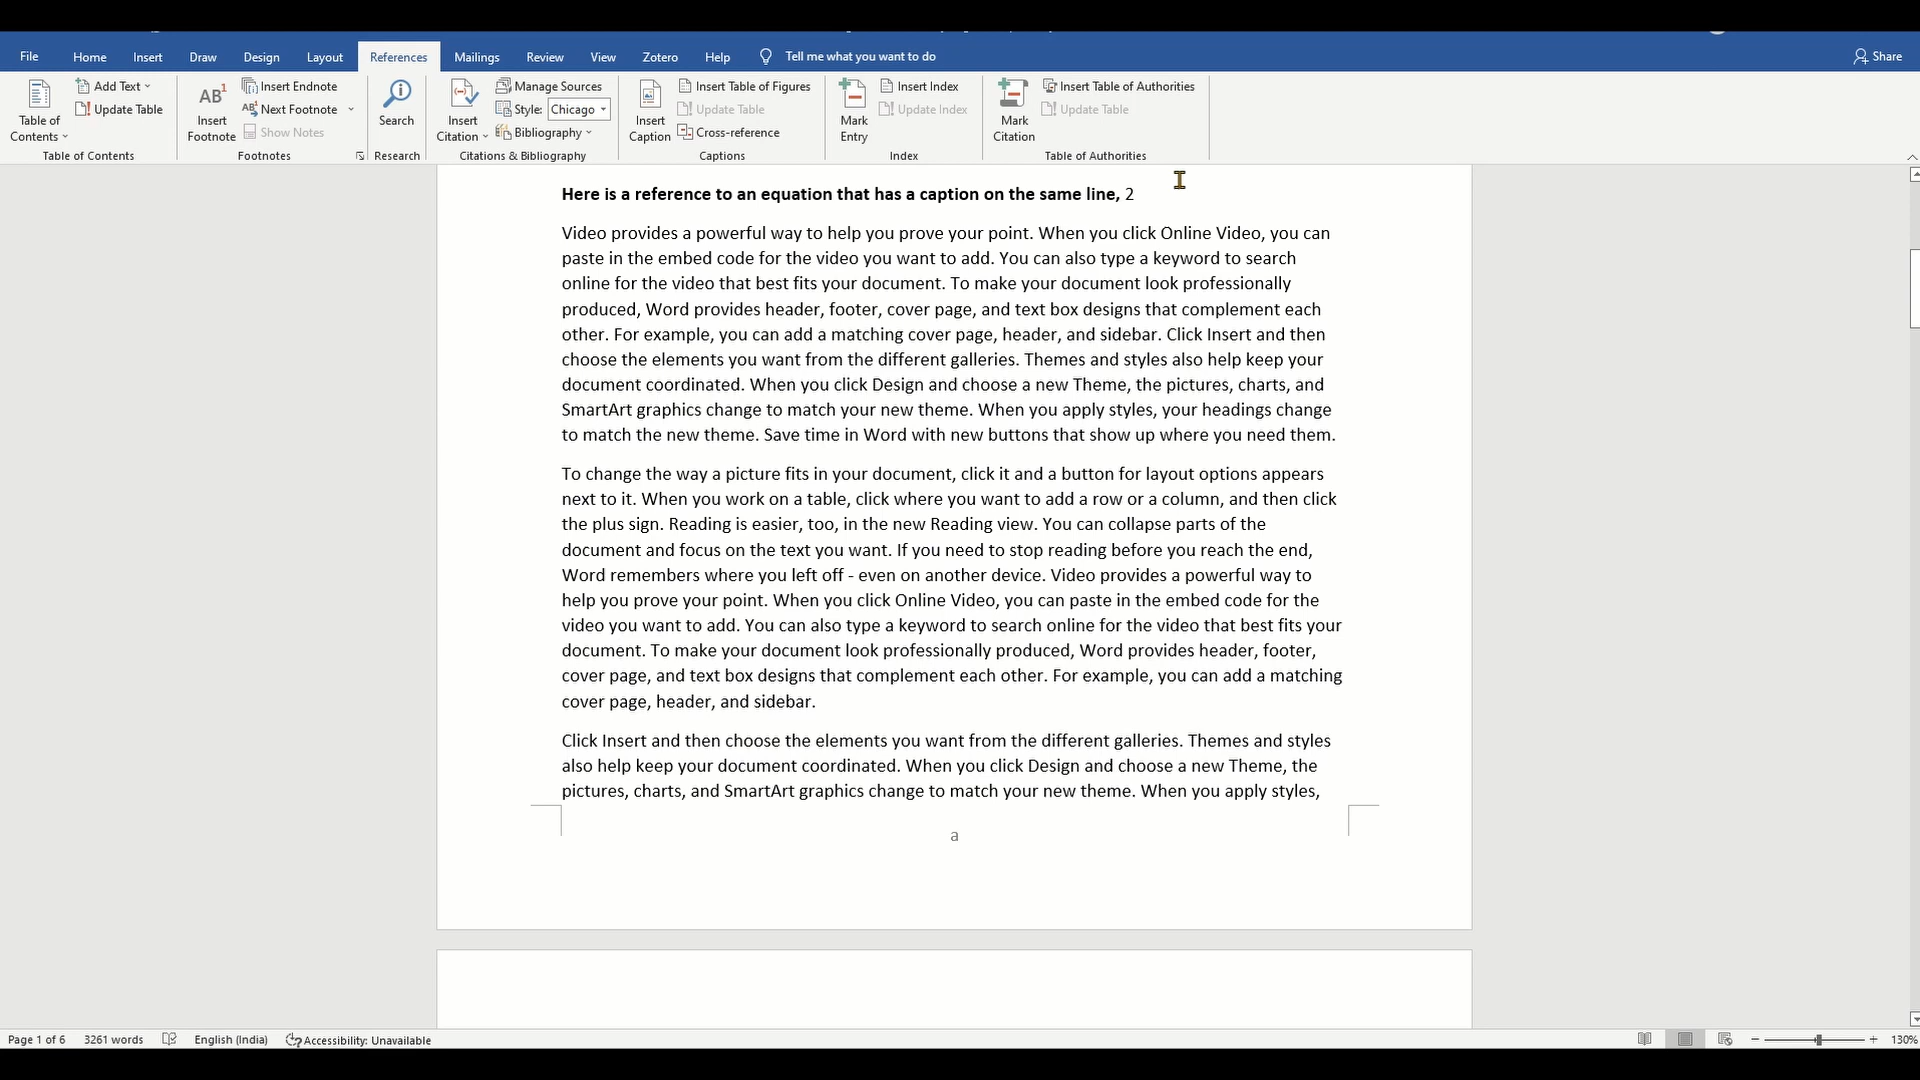 File Home Insert Draw Design Layout References Mailings Review View Zotero Help Tell me what you want to do Share
Table of Contents
Add Text
Update Table
Table of Contents
AB1 Insert Footnote
Insert Endnote
AB1 Next Footnote
Show Notes
Footnotes
Search
Research
Insert Citation
Manage Sources
Style: Chicago
Bibliography
Citations & Bibliography
Insert Caption
Insert Table of Figures
Update Table
Cross-reference
Captions
Mark Entry
Insert Index
Update Index
Index
Mark Citation
Insert Table of Authorities
Update Table
Table of Authorities
Here is a reference to an equation that has a caption on the same line, 2
Video provides a powerful way to help you prove your point. When you click Online Video, you can
paste in the embed code for the video you want to add. You can also type a keyword to search
online for the video that best fits your document. To make your document look professionally
produced, Word provides header, footer, cover page, and text box designs that complement each
other. For example, you can add a matching cover page, header, and sidebar. Click Insert and then
choose the elements you want from the different galleries. Themes and styles also help keep your
document coordinated. When you click Design and choose a new Theme, the pictures, charts, and
SmartArt graphics change to match your new theme. When you apply styles, your headings change
to match the new theme. Save time in Word with new buttons that show up where you need them.
To change the way a picture fits in your document, click it and a button for layout options appears
next to it. When you work on a table, click where you want to add a row or a column, and then click
the plus sign. Reading is easier, too, in the new Reading view. You can collapse parts of the
document and focus on the text you want. If you need to stop reading before you reach the end,
Word remembers where you left off - even on another device. Video provides a powerful way to
help you prove your point. When you click Online Video, you can paste in the embed code for the
video you want to add. You can also type a keyword to search online for the video that best fits your
document. To make your document look professionally produced, Word provides header, footer,
cover page, and text box designs that complement each other. For example, you can add a matching
cover page, header, and sidebar.
Click Insert and then choose the elements you want from the different galleries. Themes and styles
also help keep your document coordinated. When you click Design and choose a new Theme, the
pictures, charts, and SmartArt graphics change to match your new theme. When you apply styles,
a
Page 1 of 6 3261 words English (India) Accessibility: Unavailable 130%